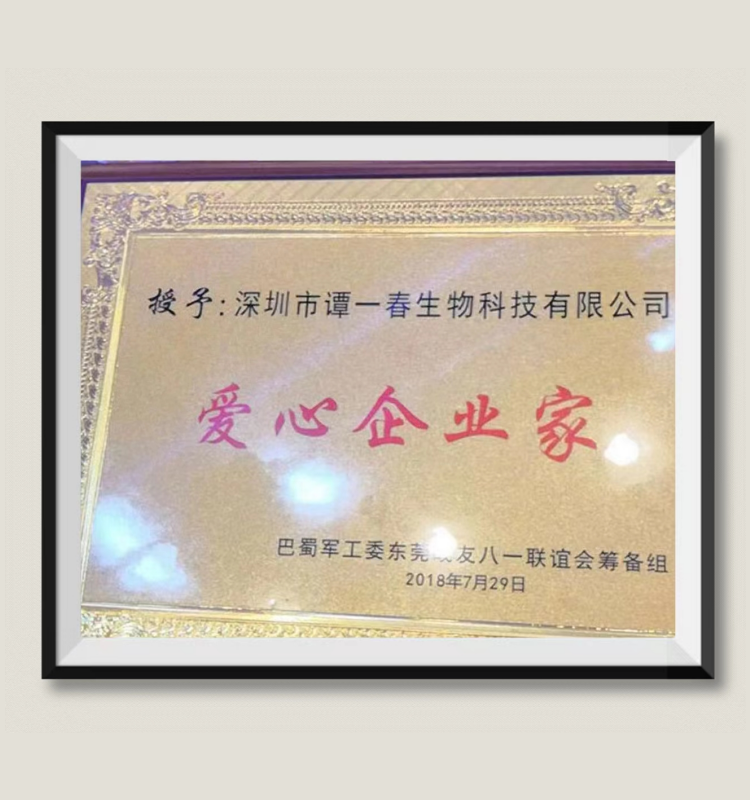 授予:深圳市谭一春生物科技有限公司
爱心企业家
巴蜀军工委东莞友八一联谊会筹备组
2018年7月29日